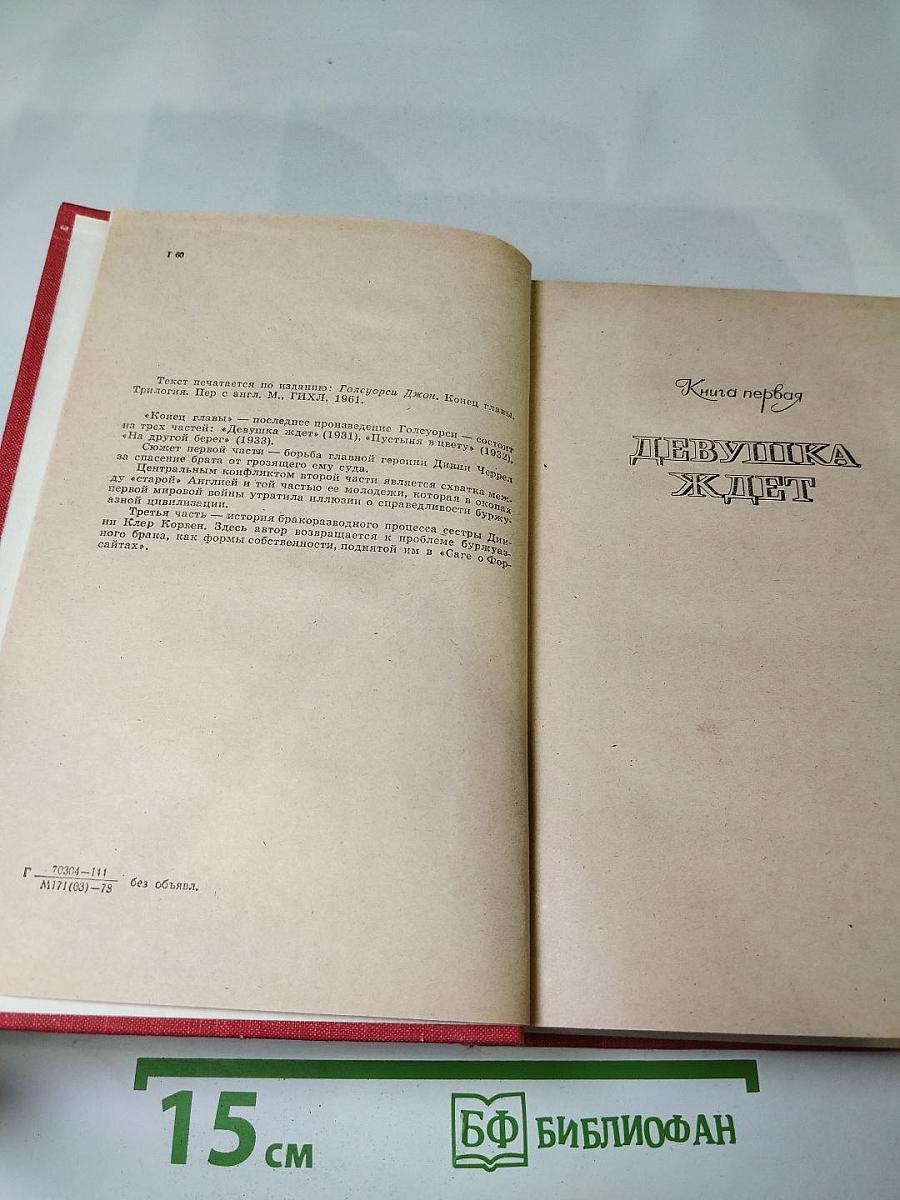 Г 60
Текст печатается по изданию: Голсуорси Джон. Конец главы.
Трилогия. Пер с англ. М., ГИХЛ, 1961.
«Конец главы» — последнее произведение Голсуорси — состоит
из трех частей: «Девушка ждет» (1931), «Пустыня в цвету» (1932),
«На другой берег» (1933).
Сюжет первой части — борьба главной героини Динни Черрел
за спасение брата от грозящего ему суда.
Центральным конфликтом второй части является схватка меж-
ду «старой» Англией и той частью ее молодежи, которая в окопах
первой мировой войны утратила иллюзии о справедливости буржу-
азной цивилизации.
Третья часть — история бракоразводного процесса сестры Дин-
ни Клер Корвен. Здесь автор возвращается к проблеме буржуаз-
ного брака, как формы собственности, поднятой им в «Саге о Фор-
сайтах».
Г 70304—111
М171(03)—78 без объявл.
Книга первая
ДЕВУШКА
ЖДЕТ
15 см
БФ БИБЛИОФАН